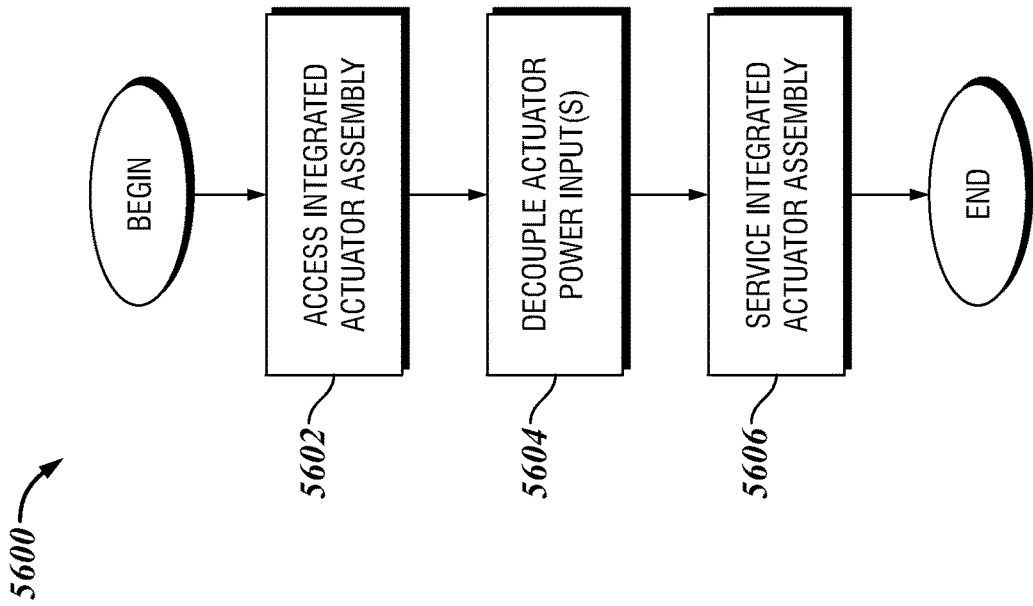 5600
BEGIN
5602
ACCESS INTEGRATED
ACTUATOR ASSEMBLY
5604
DECOUPLE ACTUATOR
POWER INPUT(S)
5606
SERVICE INTEGRATED
ACTUATOR ASSEMBLY
END